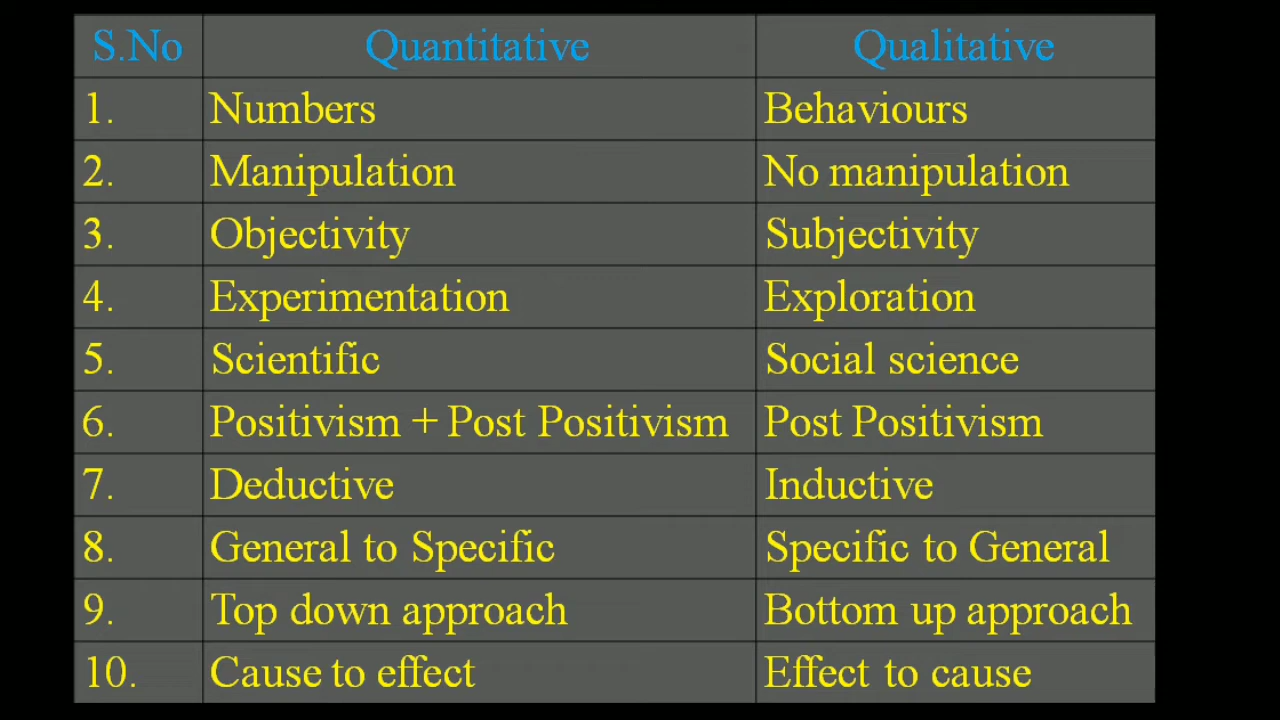 S.No Quantitative Qualitative
1. Numbers Behaviours
2. Manipulation No manipulation
3. Objectivity Subjectivity
4. Experimentation Exploration
5. Scientific Social science
6. Positivism + Post Positivism Post Positivism
7. Deductive Inductive
8. General to Specific Specific to General
9. Top down approach Bottom up approach
10. Cause to effect Effect to cause